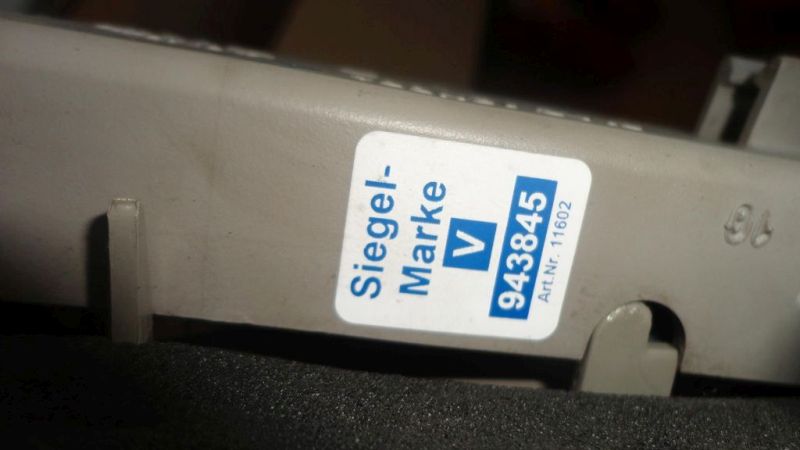 Siegel-
Marke
V
943845
Art.Nr. 11602